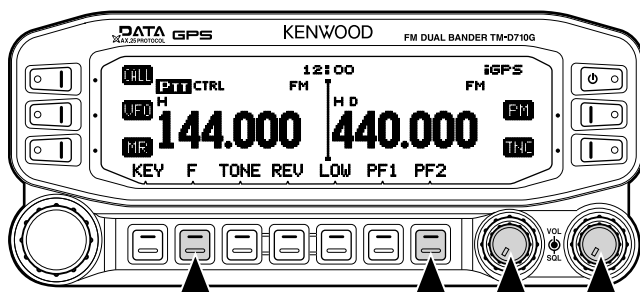 DATA GPS KENWOOD FM DUAL BANDER TM-D710G
AX.25 PROTOCOL
CALL 12:00 iGPS
PTT CTRL FM FM
H H D
VFO 144.000 440.000 PM
MR TNC
KEY F TONE REV LOW PF1 PF2
VOL
SQL